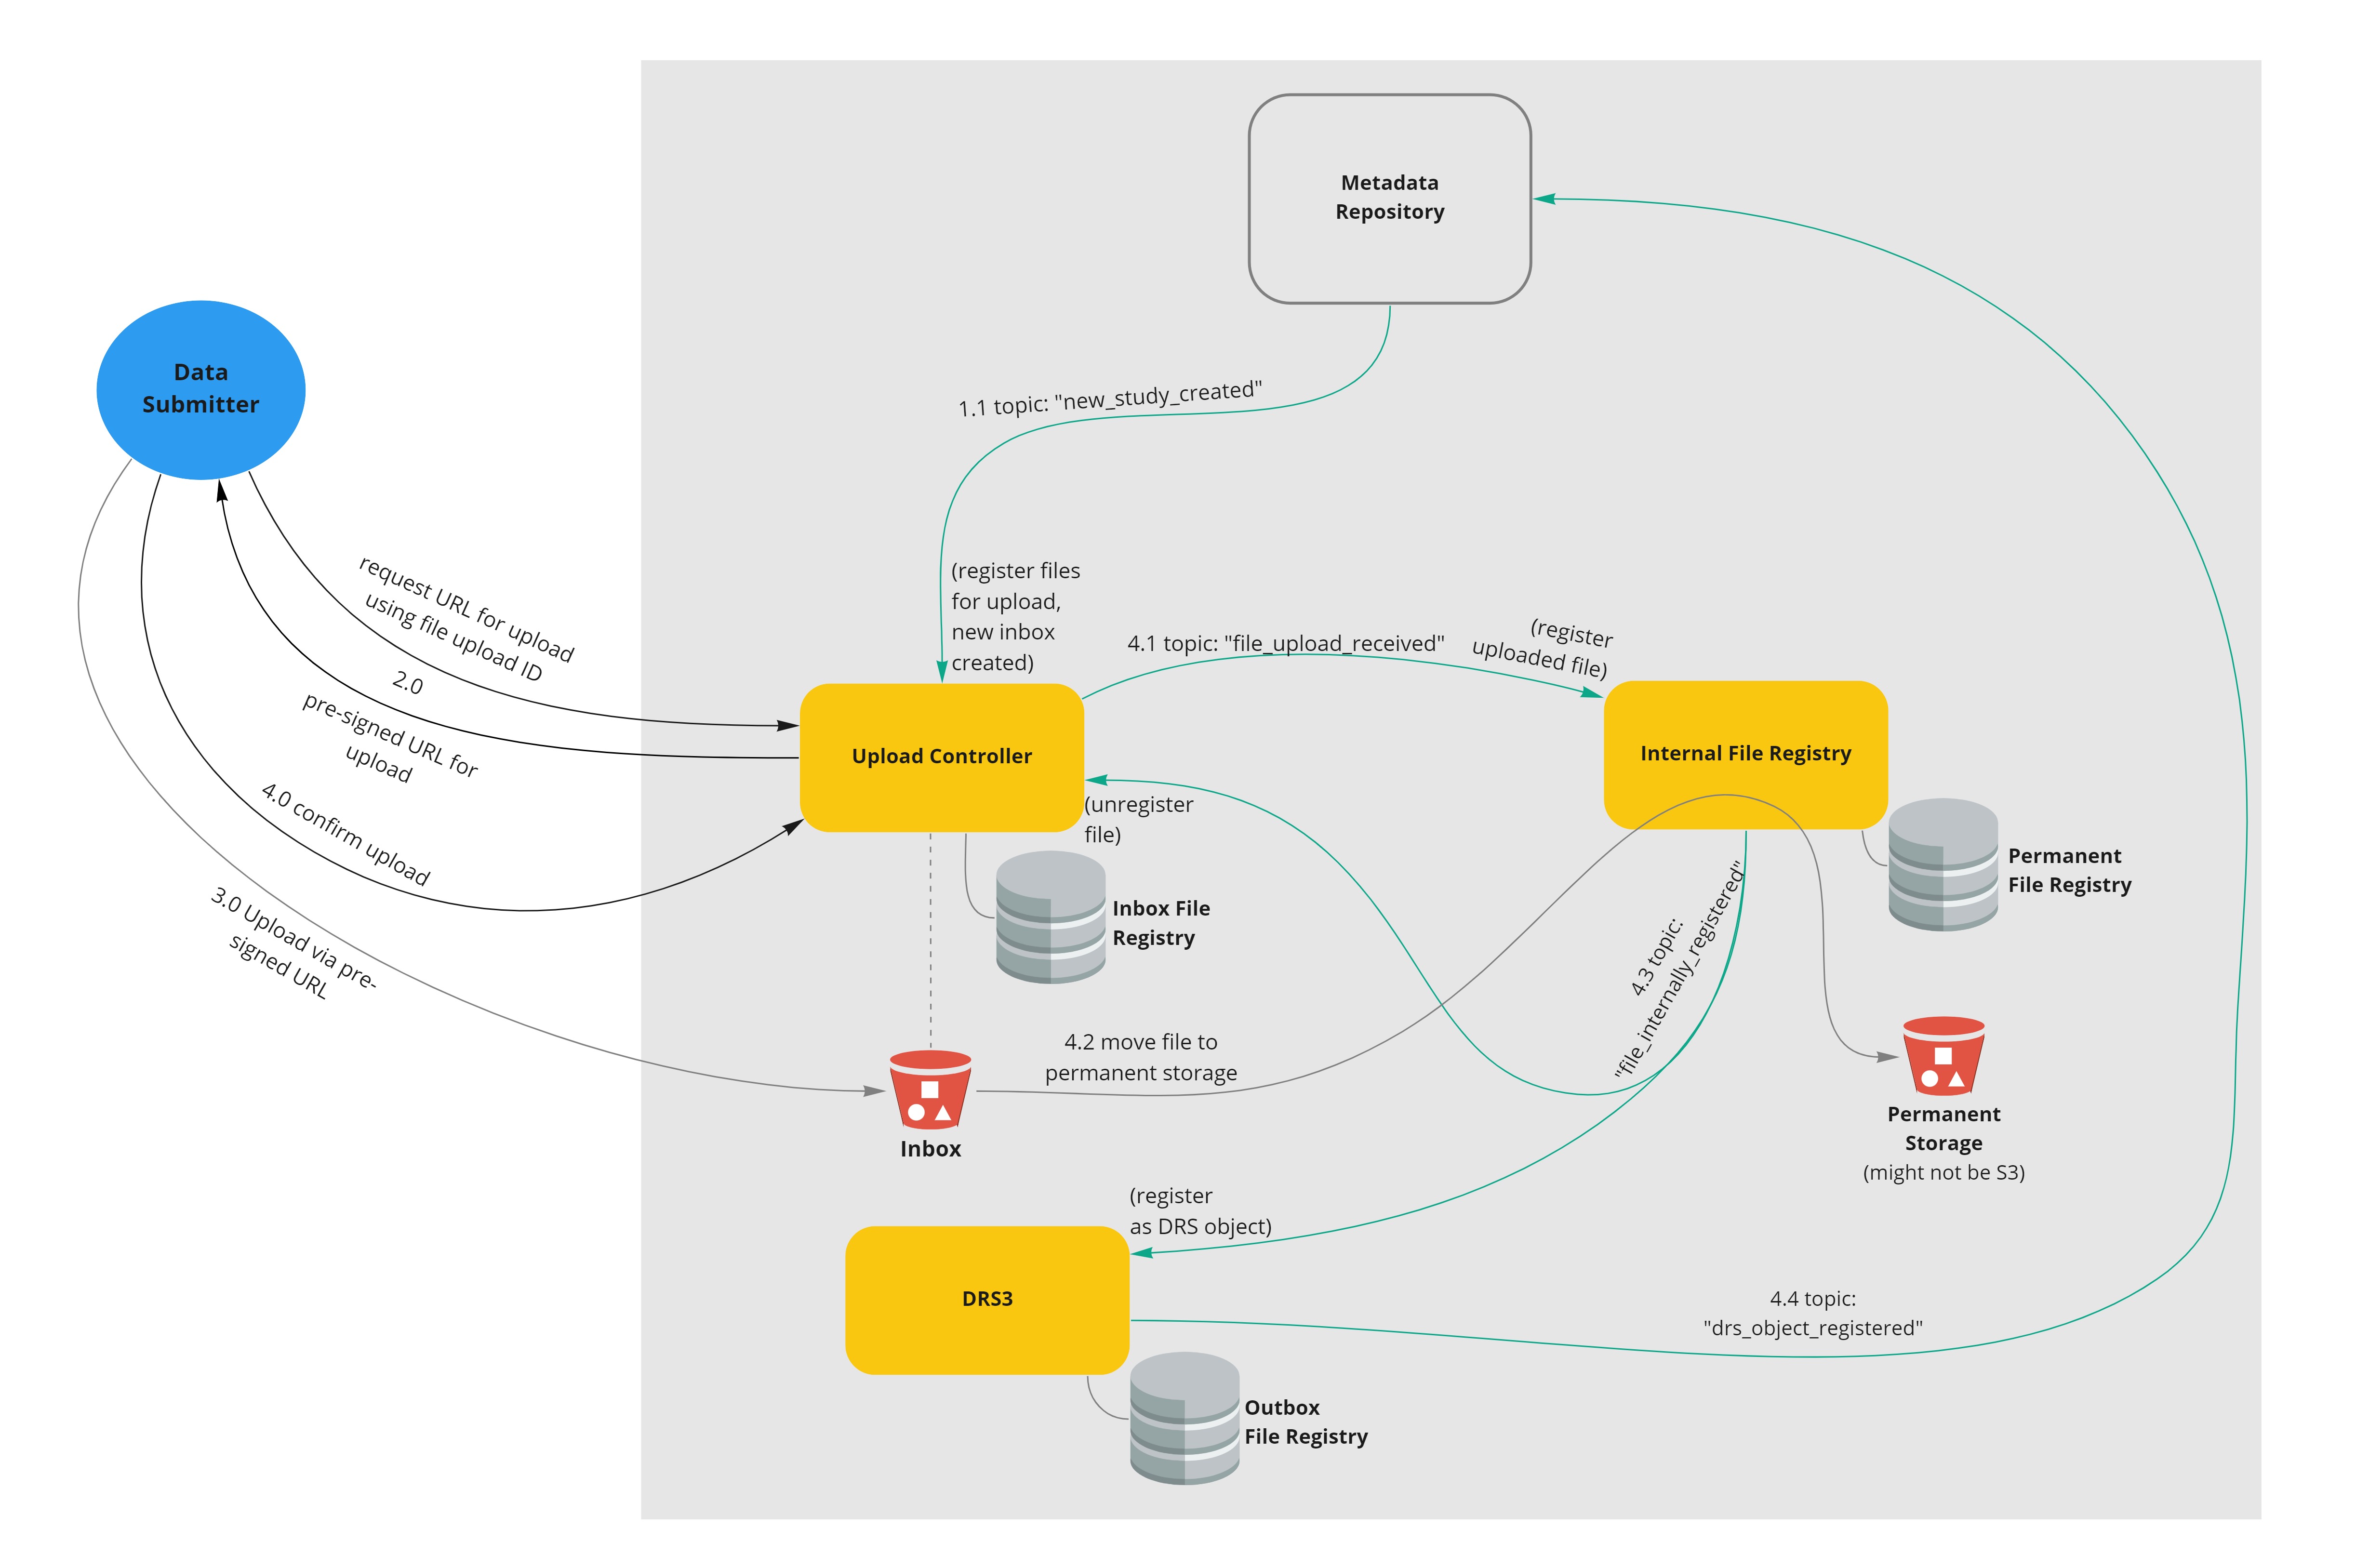 Metadata
Repository
Data
Submitter
1.1 topic: "new_study_created"
(register files
for upload,
new inbox
created)
request URL for upload
using file upload ID
2.0
pre-signed URL for
upload
4.0 confirm upload
3.0 Upload via pre-
signed URL
4.1 topic: "file_upload_received"
(register
uploaded file)
Upload Controller
Internal File Registry
(unregister
file)
Inbox File
Registry
Permanent
File Registry
4.3 topic:
"file_internally_registered"
4.2 move file to
permanent storage
Inbox
Permanent
Storage
(might not be S3)
(register
as DRS object)
DRS3
4.4 topic:
"drs_object_registered"
Outbox
File Registry